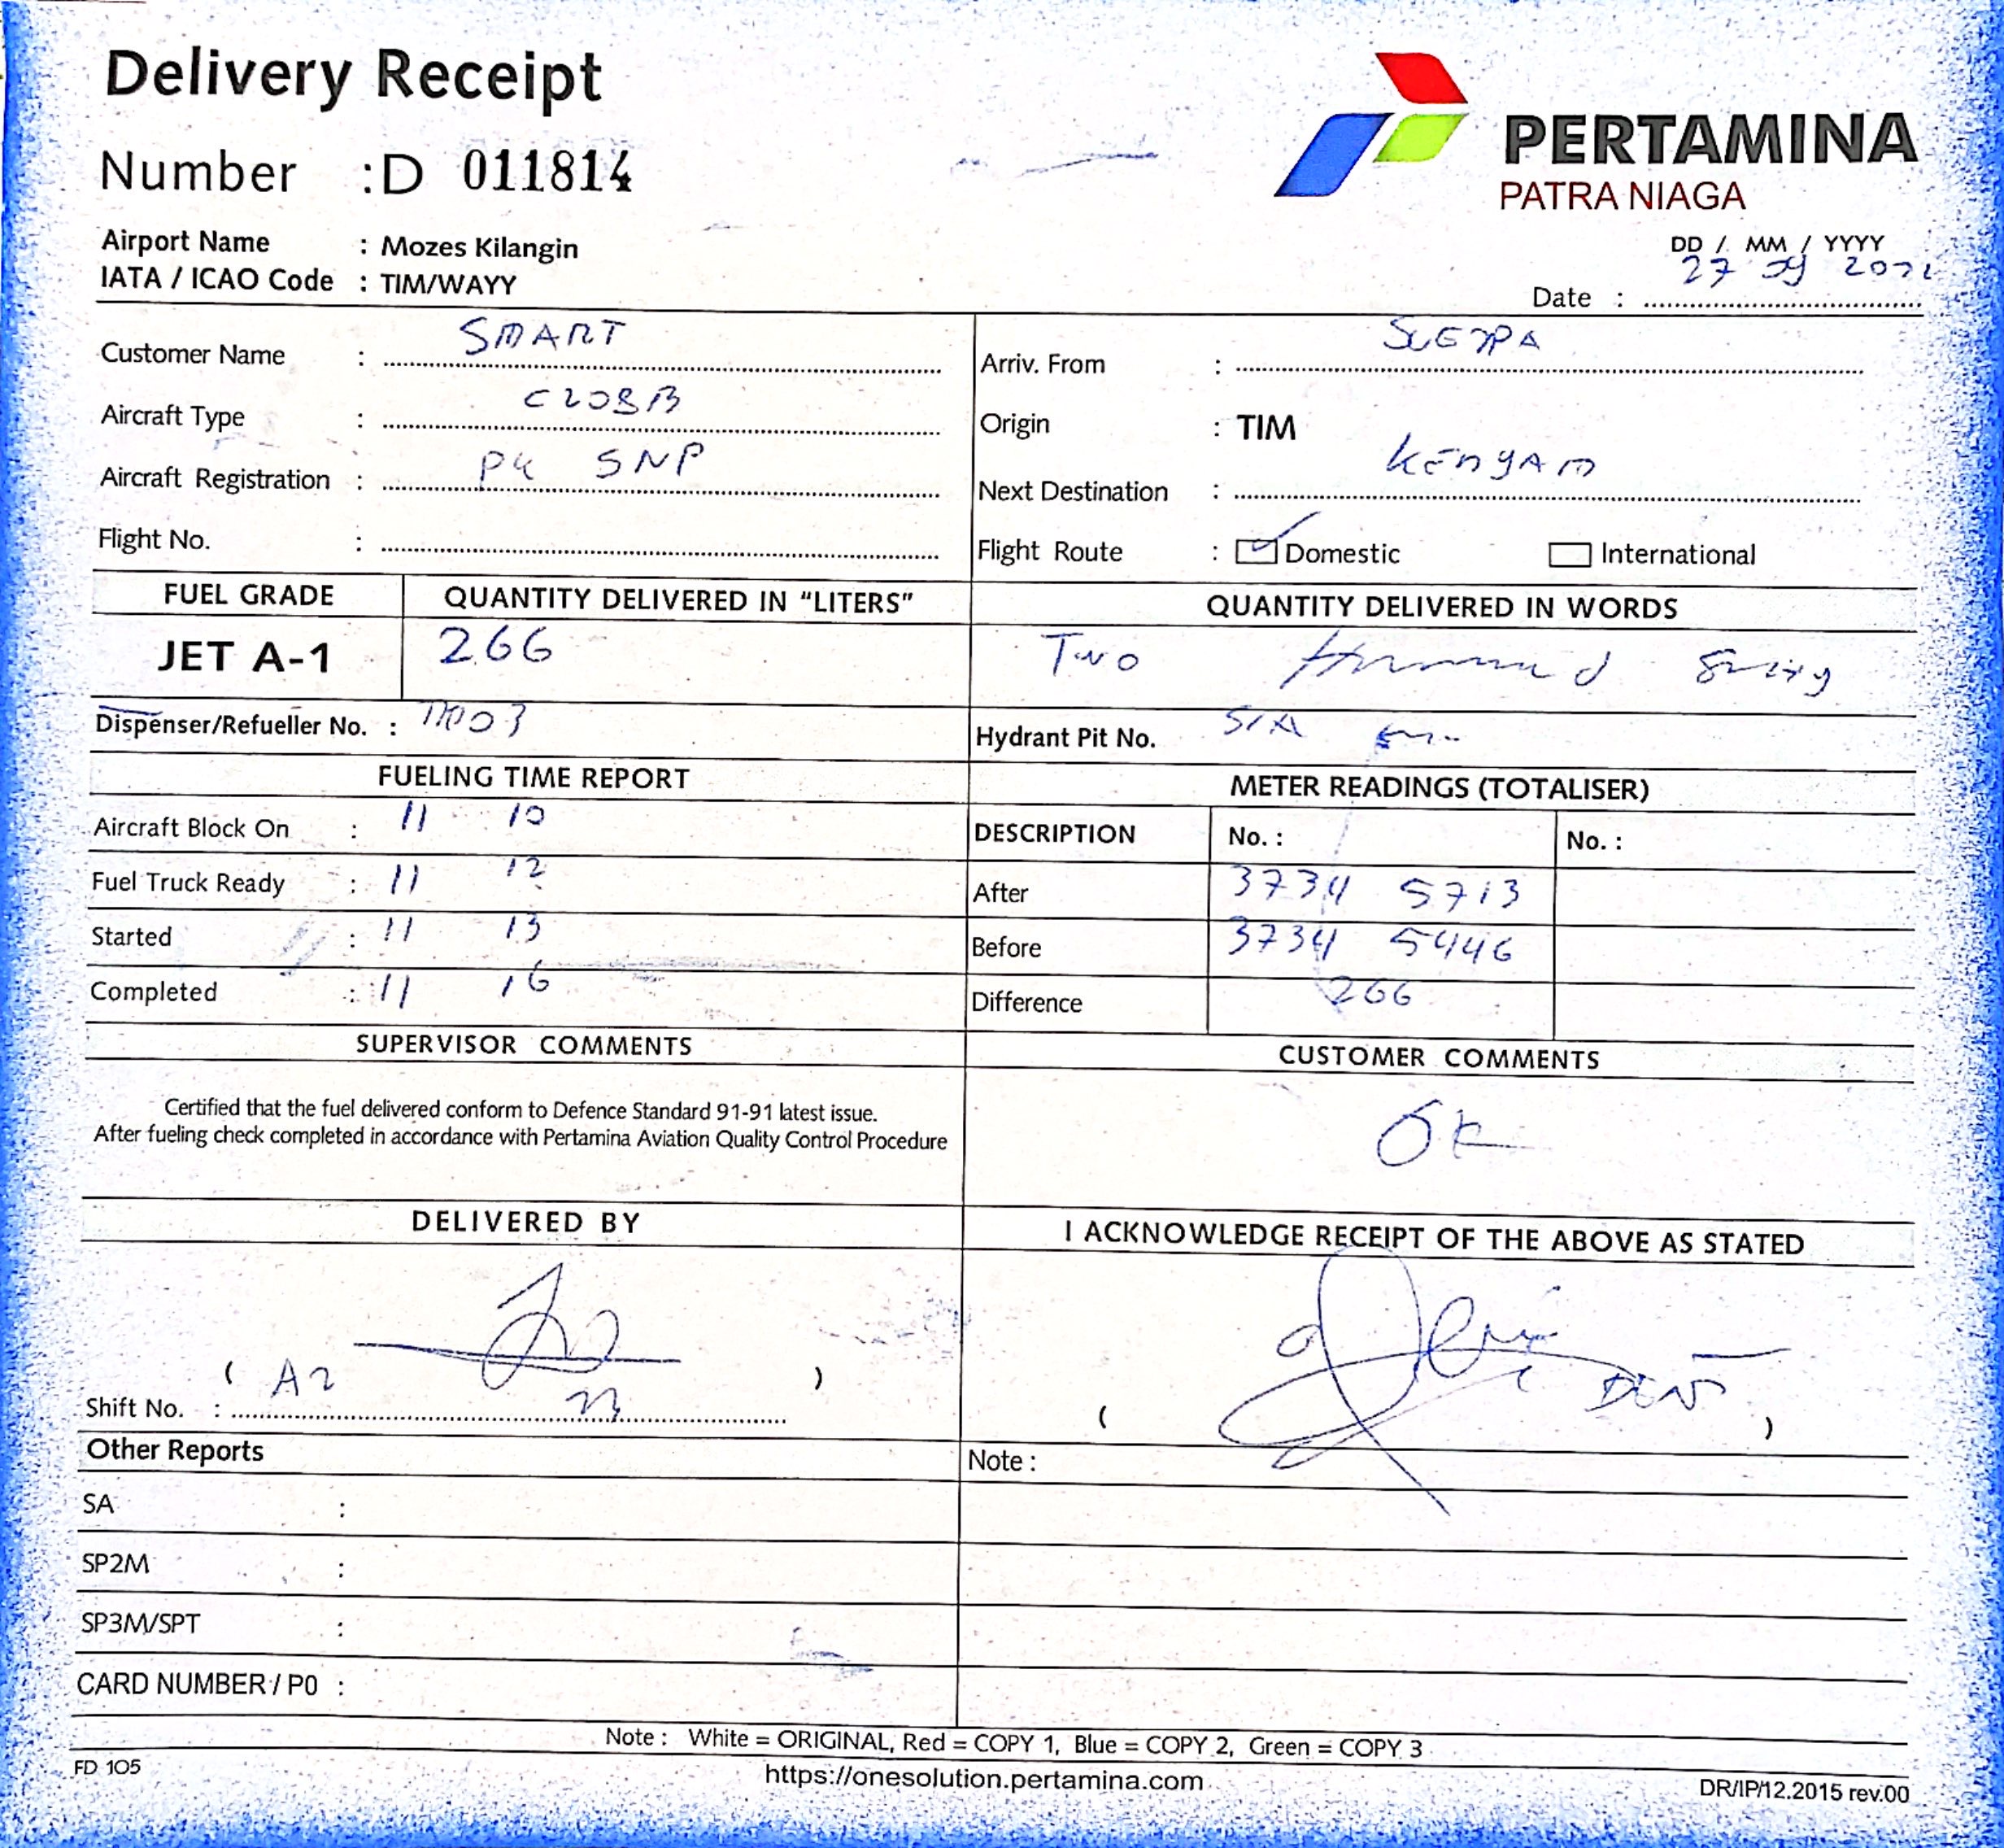 Delivery Receipt
Number : D 011814
PERTAMINA
PATRA NIAGA
Airport Name : Mozes Kilangin
IATA / ICAO Code : TIM/WAYY
DD / MM / YYYY
Date : 27
Customer Name : SMART
Aircraft Type : C208B
Aircraft Registration : PK SNP
Flight No. :
Arriv. From :
Origin : TIM
Next Destination : KENYAM
Flight Route : Domestic International
FUEL GRADE QUANTITY DELIVERED IN "LITERS" QUANTITY DELIVERED IN WORDS
JET A-1 266 Two
Dispenser/Refueller No. : Hydrant Pit No.
FUELING TIME REPORT
Aircraft Block On : 11 10
Fuel Truck Ready : 11 12
Started : 11 13
Completed : 11 16
METER READINGS (TOTALISER)
DESCRIPTION No. : No. :
After 3734 5713
Before 3734 5446
Difference 266
SUPERVISOR COMMENTS
Certified that the fuel delivered conform to Defence Standard 91-91 latest issue.
After fueling check completed in accordance with Pertamina Aviation Quality Control Procedure
CUSTOMER COMMENTS
OK
DELIVERED BY
( A2 )
Shift No. :
I ACKNOWLEDGE RECEIPT OF THE ABOVE AS STATED
( )
Other Reports
SA :
SP2M :
SP3M/SPT :
CARD NUMBER / P0 :
Note :
Note : White = ORIGINAL, Red = COPY 1, Blue = COPY 2, Green = COPY 3
FD 105
https://onesolution.pertamina.com
DR/IP/12.2015 rev.00